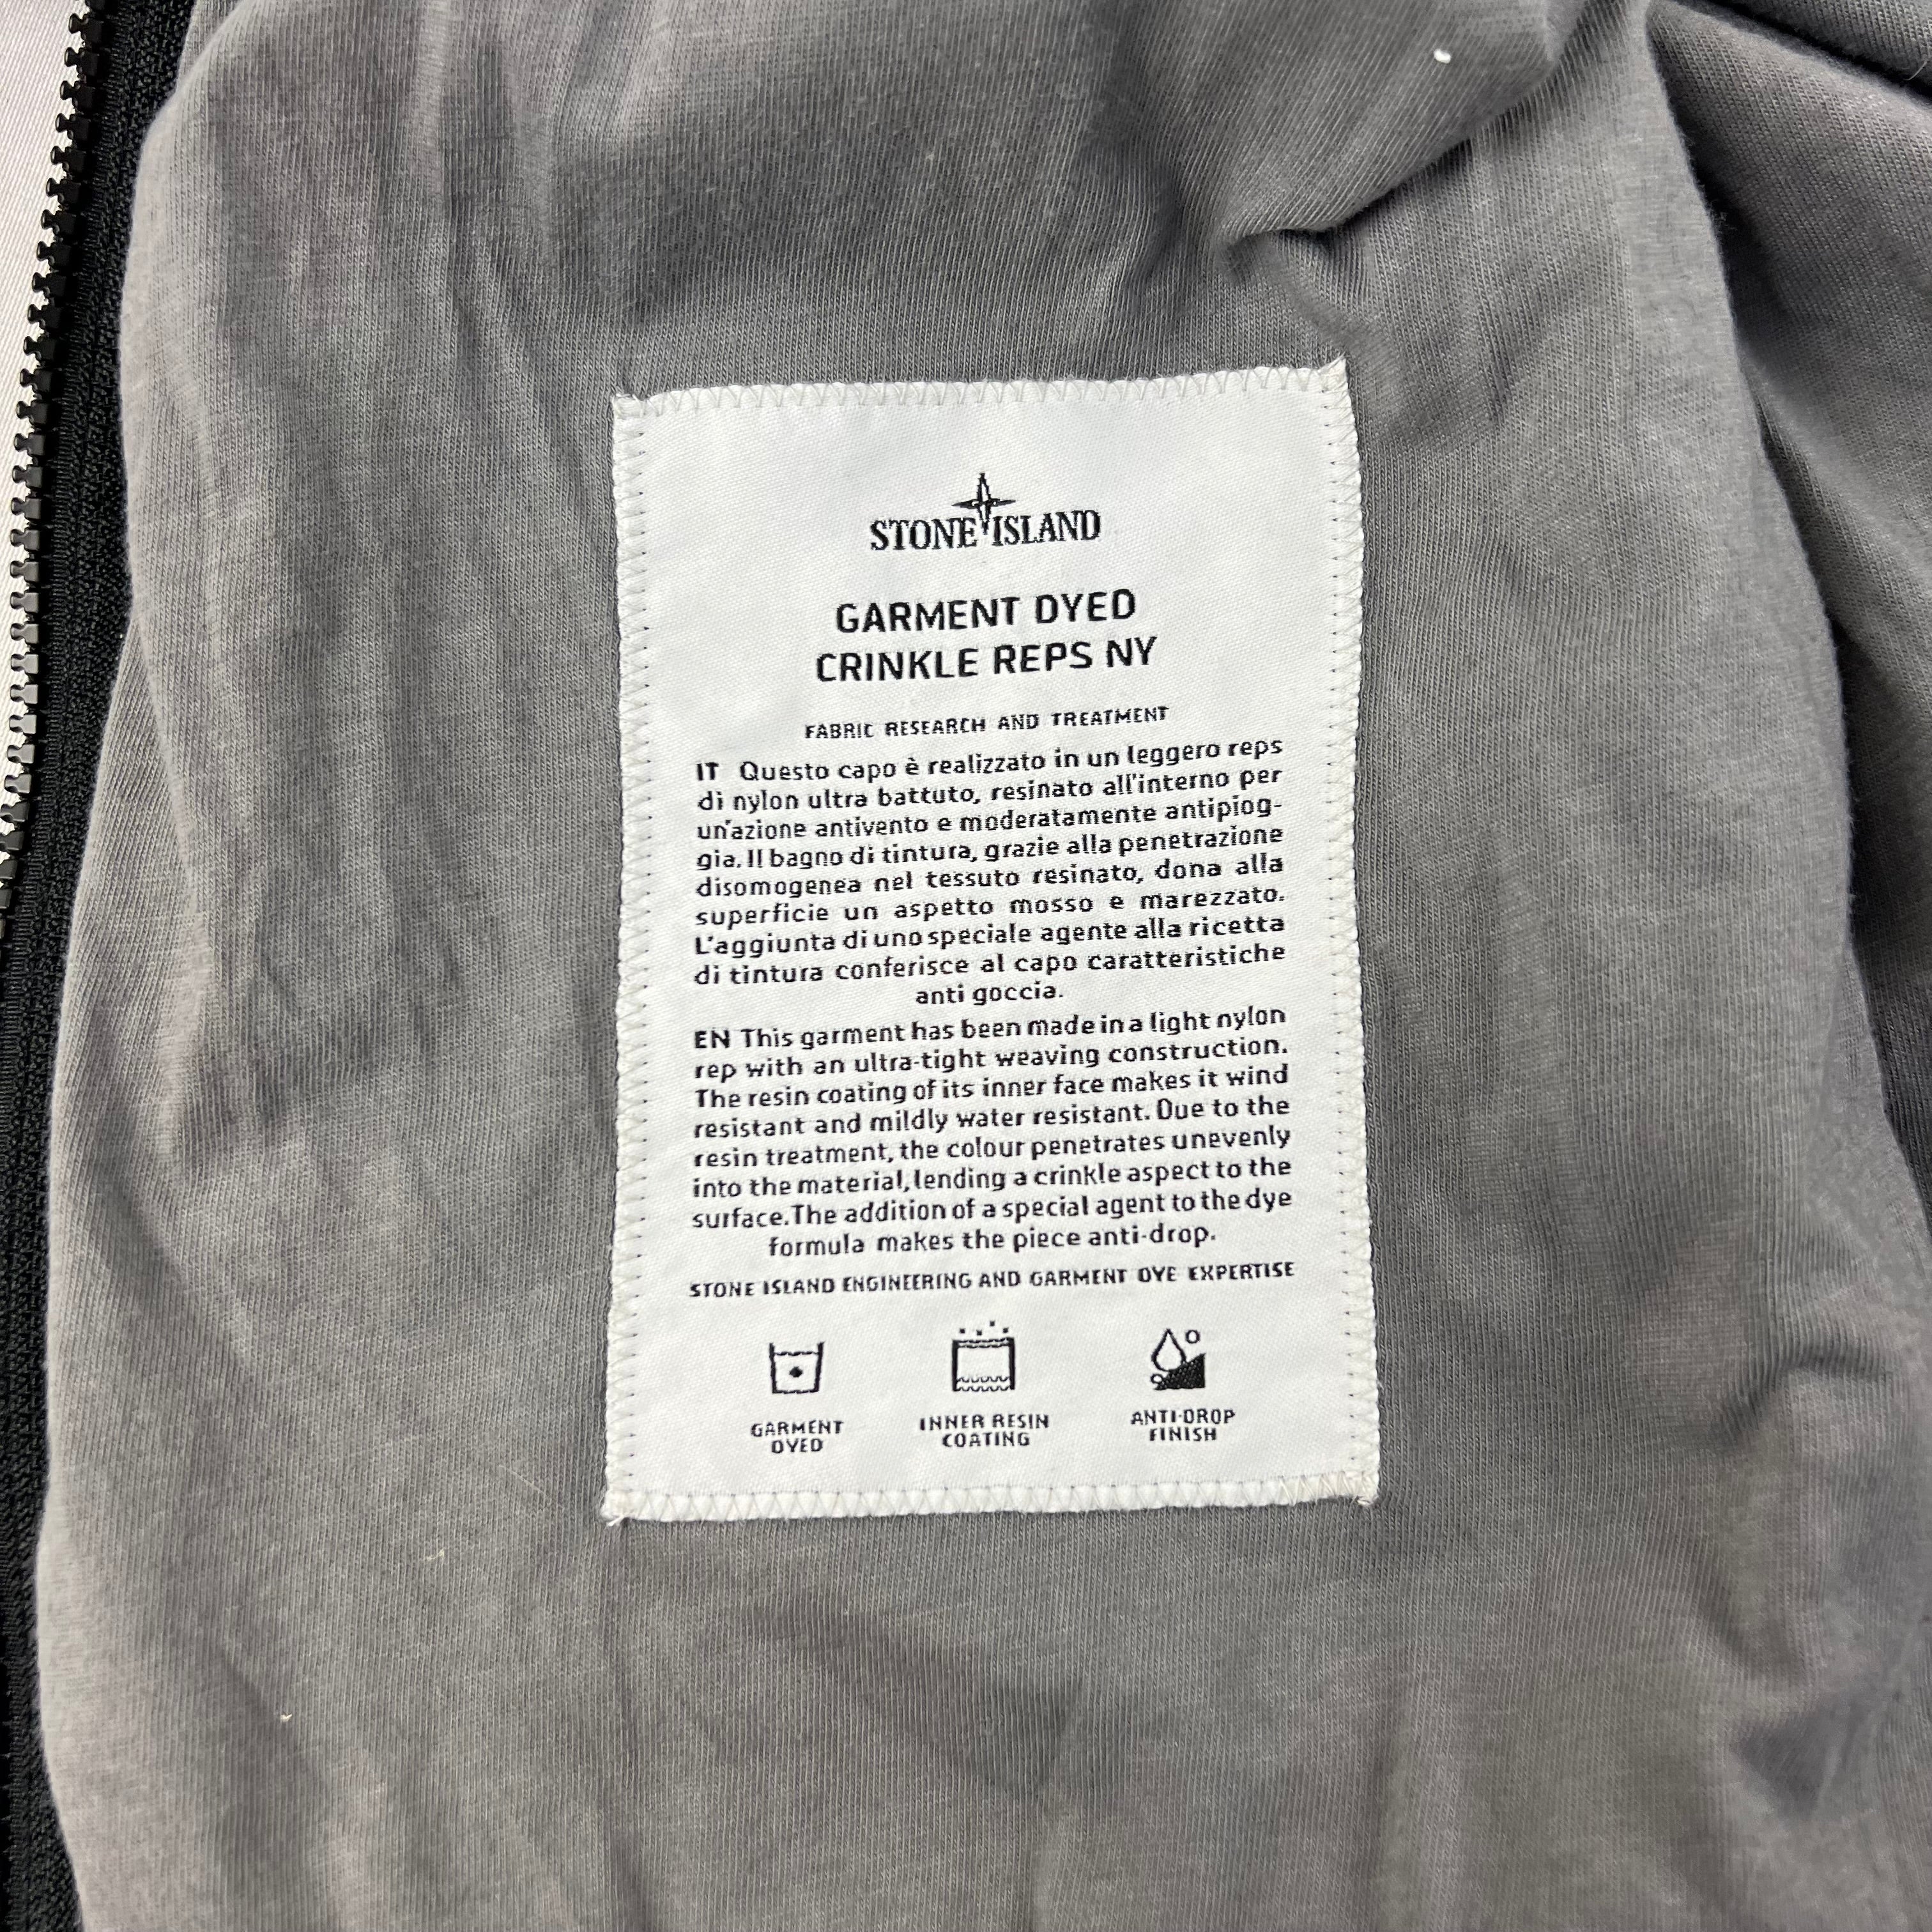 STONE ISLAND
GARMENT DYED
CRINKLE REPS NY
FABRIC RESEARCH AND TREATMENT
IT Questo capo è realizzato in un leggero reps
di nylon ultra battuto, resinato all'interno per
un'azione antivento e moderatamente antipiog-
gia. Il bagno di tintura, grazie alla penetrazione
disomogenea nel tessuto resinato, dona alla
superficie un aspetto mosso e marezzato.
L'aggiunta di uno speciale agente alla ricetta
di tintura conferisce al capo caratteristiche
anti goccia.
EN This garment has been made in a light nylon
rep with an ultra-tight weaving construction.
The resin coating of its inner face makes it wind
resistant and mildly water resistant. Due to the
resin treatment, the colour penetrates unevenly
into the material, lending a crinkle aspect to the
surface. The addition of a special agent to the dye
formula makes the piece anti-drop.
STONE ISLAND ENGINEERING AND GARMENT DYE EXPERTISE
GARMENT
DYED
INNER RESIN
COATING
ANTI-DROP
FINISH